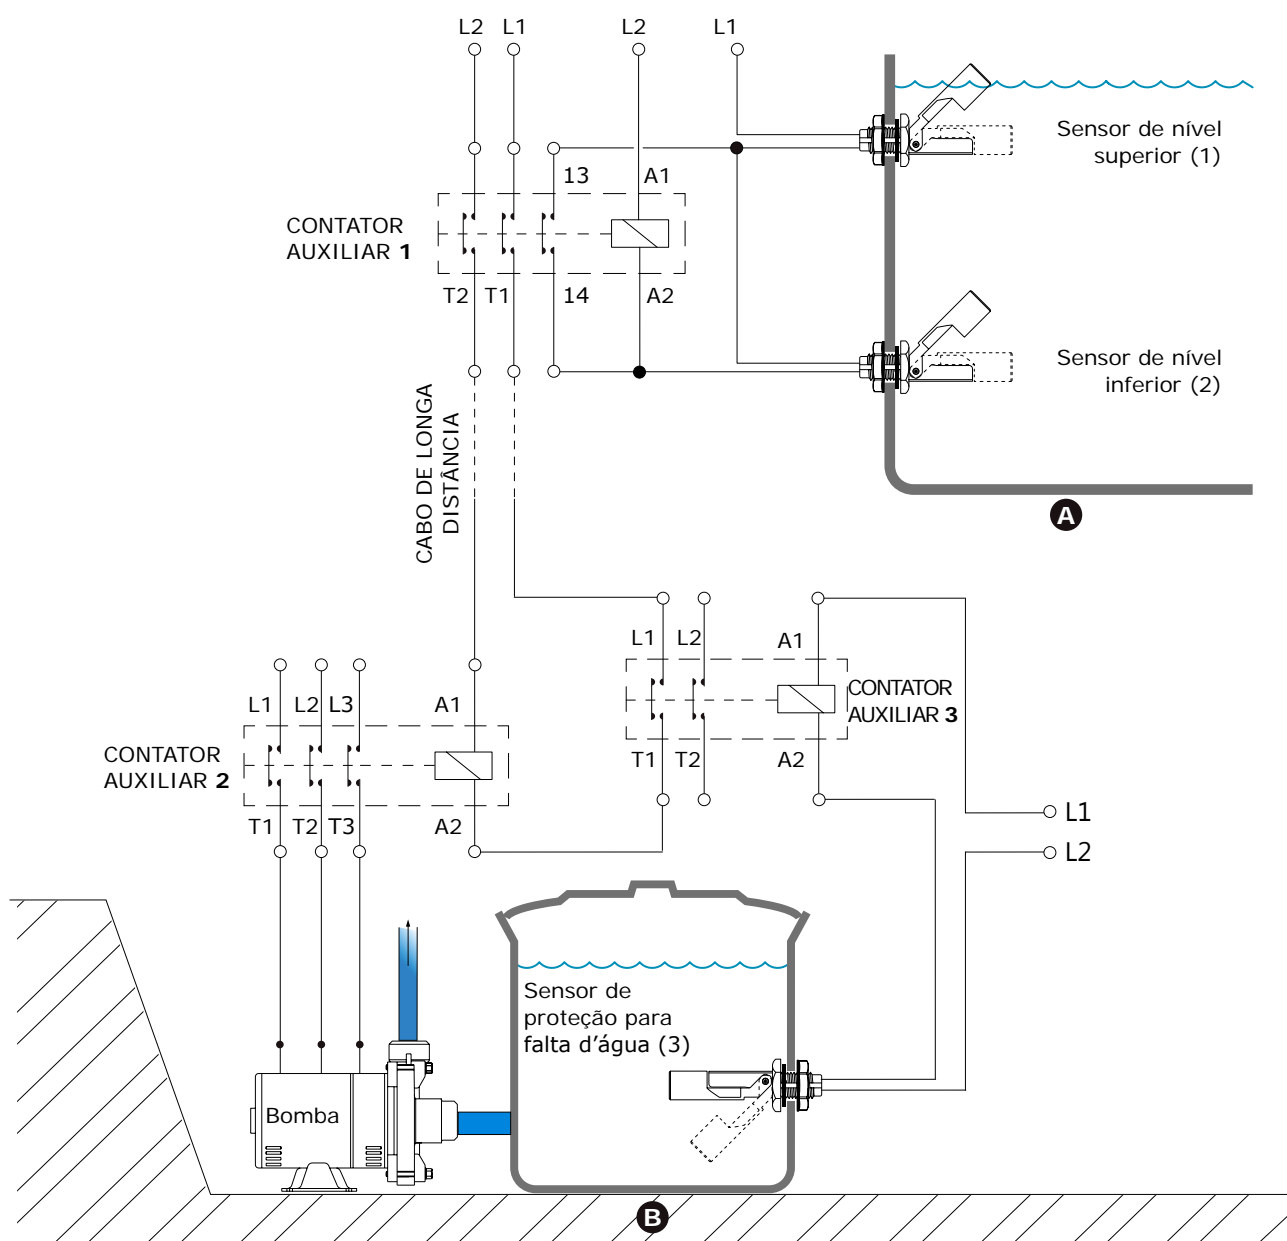 L2 L1 L2 L1
Sensor de nível
superior (1)
13 A1
CONTATOR
AUXILIAR 1
T2 T1 14 A2
Sensor de nível
inferior (2)
CABO DE LONGA
DISTÂNCIA
A
L1 L2 A1
CONTATOR
AUXILIAR 3
T1 T2 A2
L1 L2 L3 A1
CONTATOR
AUXILIAR 2
T1 T2 T3 A2
L1
L2
Sensor de
proteção para
falta d'água (3)
Bomba
B